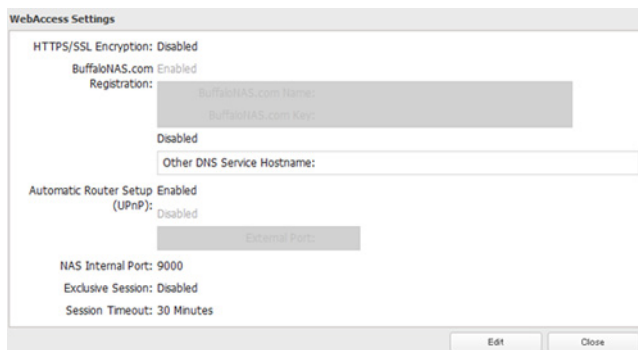 WebAccess Settings
HTTPS/SSL Encryption: Disabled
BuffaloNAS.com Enabled
Registration:
BuffaloNAS.com Name:
BuffaloNAS.com Key:
Disabled
Other DNS Service Hostname:
Automatic Router Setup Enabled
(UPnP):
Disabled
External Port:
NAS Internal Port: 9000
Exclusive Session: Disabled
Session Timeout: 30 Minutes
Edit Close